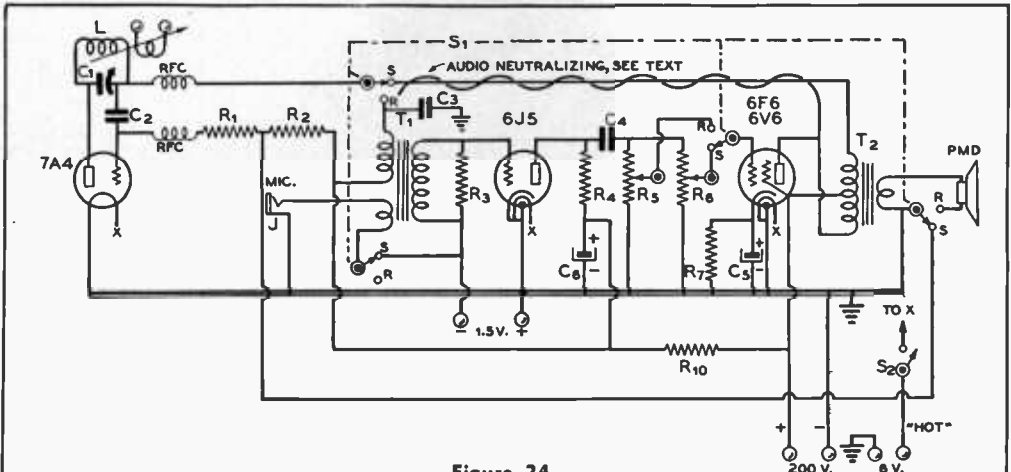 L
S1
C1
RFC
S
AUDIO NEUTRALIZING, SEE TEXT
R
C3
C2
T1
6J5
C4
6F6
6V6
R
S
T2
PMD
7A4
RFC
R1
R2
MIC.
J
R3
R4
R5
R6
R
S
X
X
X
S
R
C6
+
-
R7
C5
+
-
- 1.5V. +
TO X
R10
S2
+ - "HOT"
200 V. 6 V.
Figure 24